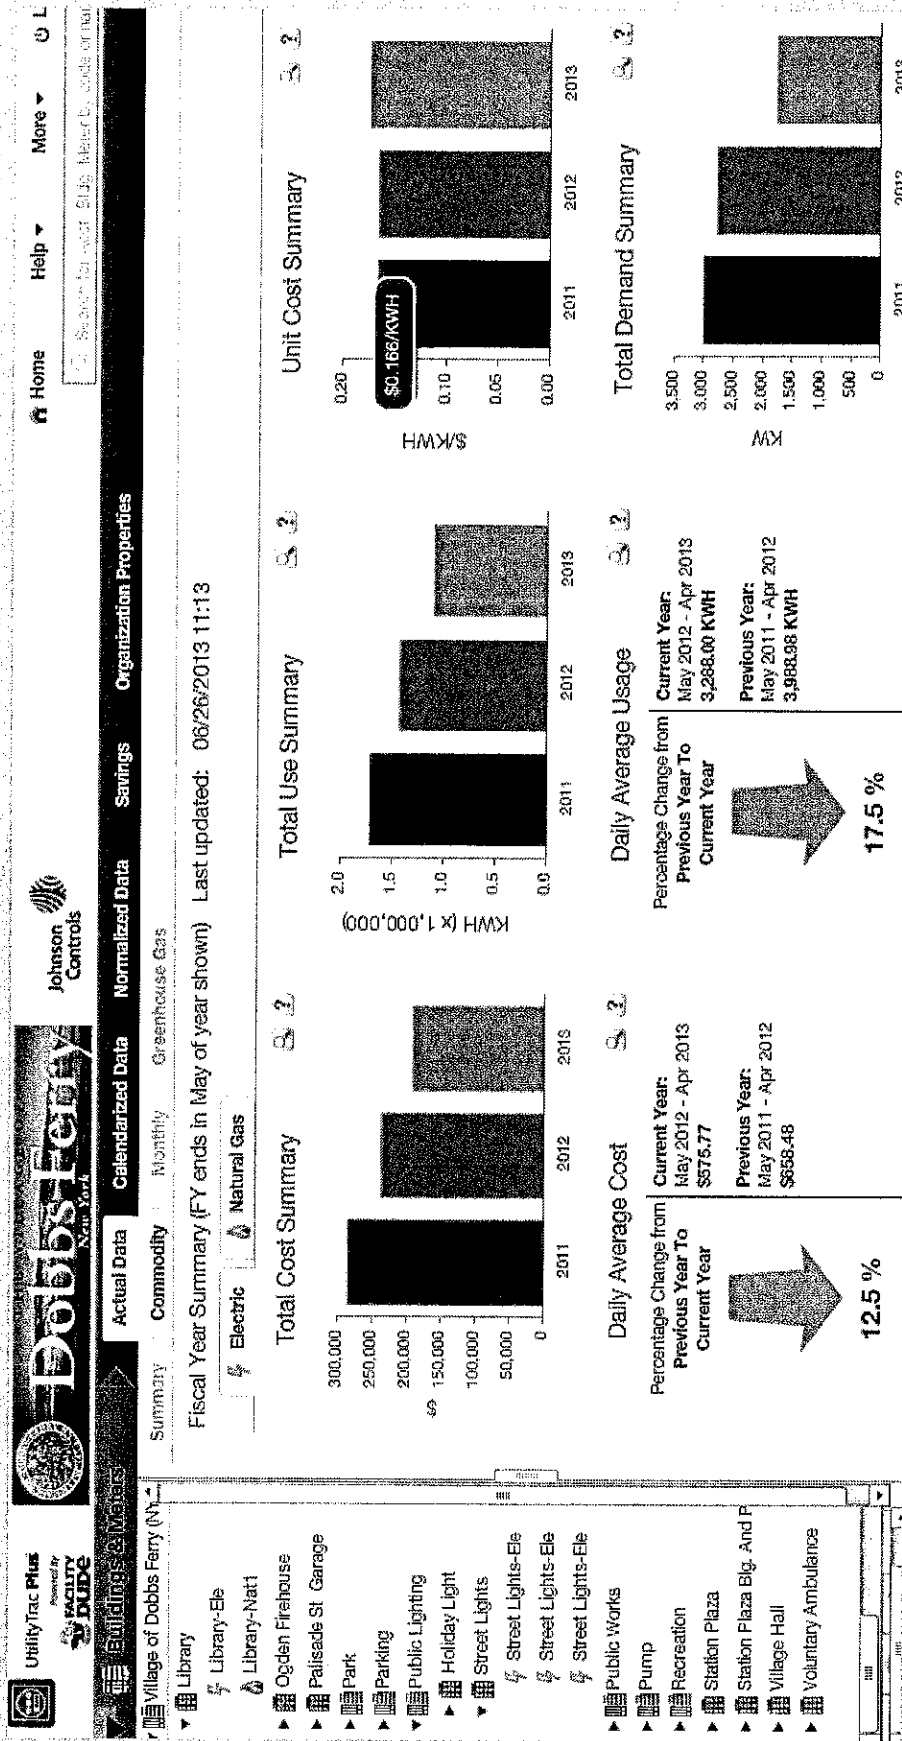 UtilityTrac Plus
Powered by
FACILITY
DUDE
Dobbs Ferry
New York
Johnson
Controls
Home
Help
More
Buildings & Meters
Actual Data
Calendarized Data
Normalized Data
Savings
Organization Properties
Summary
Commodity
Monthly
Greenhouse Gas
Village of Dobbs Ferry (NY
Library
Library-Ele
Library-Nat1
Ogden Firehouse
Palisade St. Garage
Park
Parking
Public Lighting
Holiday Light
Street Lights
Street Lights-Ele
Street Lights-Ele
Street Lights-Ele
Public Works
Pump
Recreation
Station Plaza
Station Plaza Blg. And P
Village Hall
Voluntary Ambulance
Fiscal Year Summary (FY ends in May of year shown) Last updated: 06/26/2013 11:13
Electric
Natural Gas
Total Cost Summary
$
300,000
250,000
200,000
150,000
100,000
50,000
0
2011
2012
2013
Total Use Summary
KWH (x 1,000,000)
2.0
1.5
1.0
0.5
0.0
2011
2012
2013
Unit Cost Summary
$/KWH
0.20
$0.166/KWH
0.10
0.05
0.00
2011
2012
2013
Daily Average Cost
Percentage Change from
Previous Year To
Current Year
12.5 %
Current Year:
May 2012 - Apr 2013
$575.77
Previous Year:
May 2011 - Apr 2012
$658.48
Daily Average Usage
Percentage Change from
Previous Year To
Current Year
17.5 %
Current Year:
May 2012 - Apr 2013
3,288.00 KWH
Previous Year:
May 2011 - Apr 2012
3,988.98 KWH
Total Demand Summary
KW
3,500
3,000
2,500
2,000
1,500
1,000
500
0
2011
2012
2013